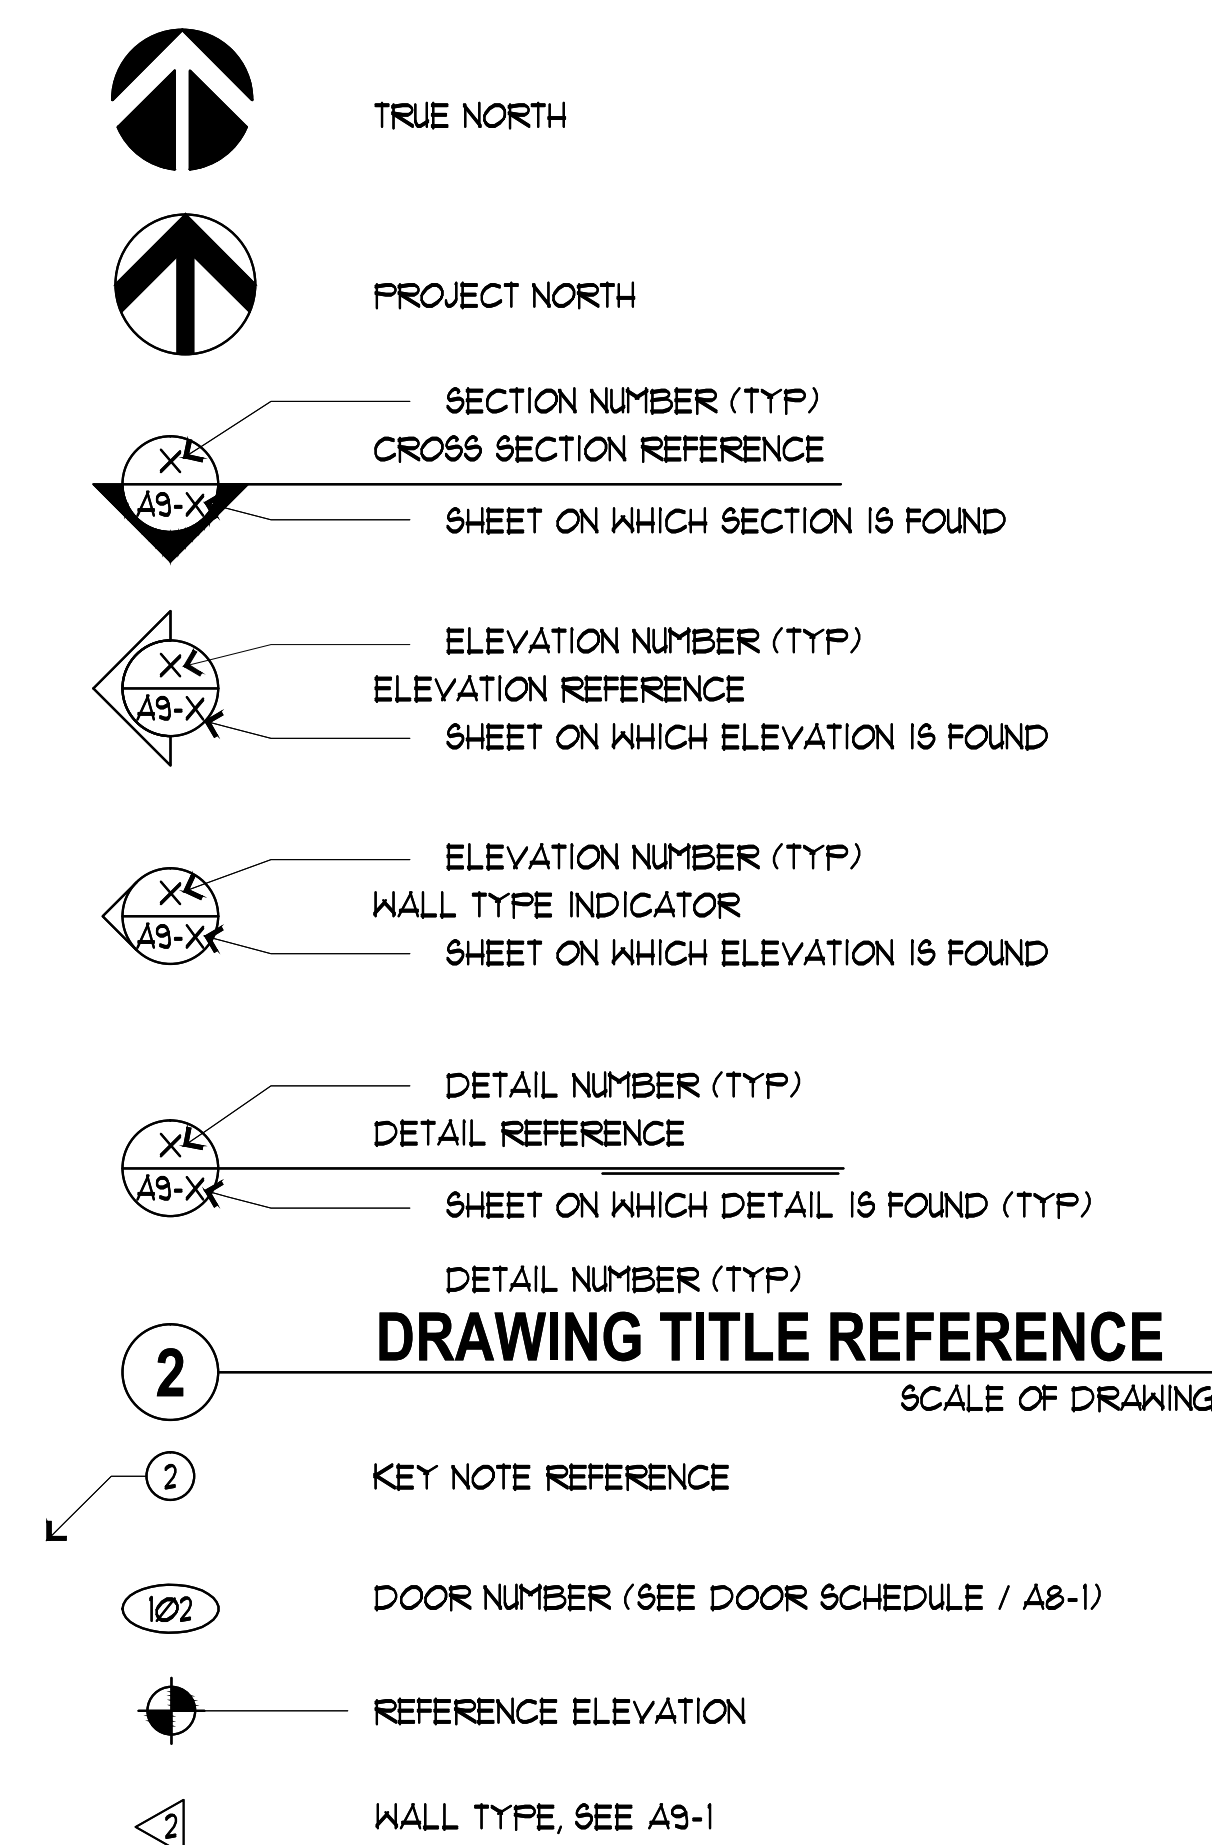 TRUE NORTH
PROJECT NORTH
SECTION NUMBER (TYP)
X
CROSS SECTION REFERENCE
A9-X
SHEET ON WHICH SECTION IS FOUND
ELEVATION NUMBER (TYP)
X
ELEVATION REFERENCE
A9-X
SHEET ON WHICH ELEVATION IS FOUND
ELEVATION NUMBER (TYP)
X
WALL TYPE INDICATOR
A9-X
SHEET ON WHICH ELEVATION IS FOUND
DETAIL NUMBER (TYP)
X
DETAIL REFERENCE
A9-X
SHEET ON WHICH DETAIL IS FOUND (TYP)
DETAIL NUMBER (TYP)
2 DRAWING TITLE REFERENCE
SCALE OF DRAWING
2 KEY NOTE REFERENCE
102 DOOR NUMBER (SEE DOOR SCHEDULE / A8-1)
REFERENCE ELEVATION
2 WALL TYPE, SEE A9-1